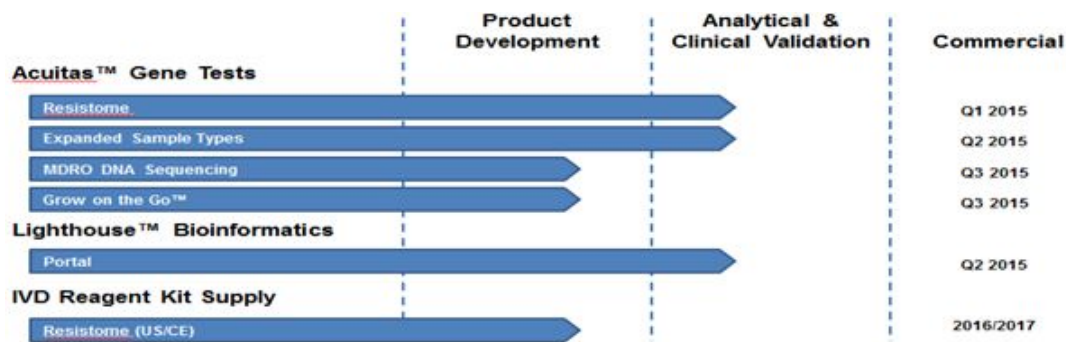 Product Development
Analytical & Clinical Validation
Commercial
Acuitas™ Gene Tests
Resistome
Q1 2015
Expanded Sample Types
Q2 2015
MDRO DNA Sequencing
Q3 2015
Grow on the Go™
Q3 2015
Lighthouse™ Bioinformatics
Portal
Q2 2015
IVD Reagent Kit Supply
Resistome (US/CE)
2016/2017